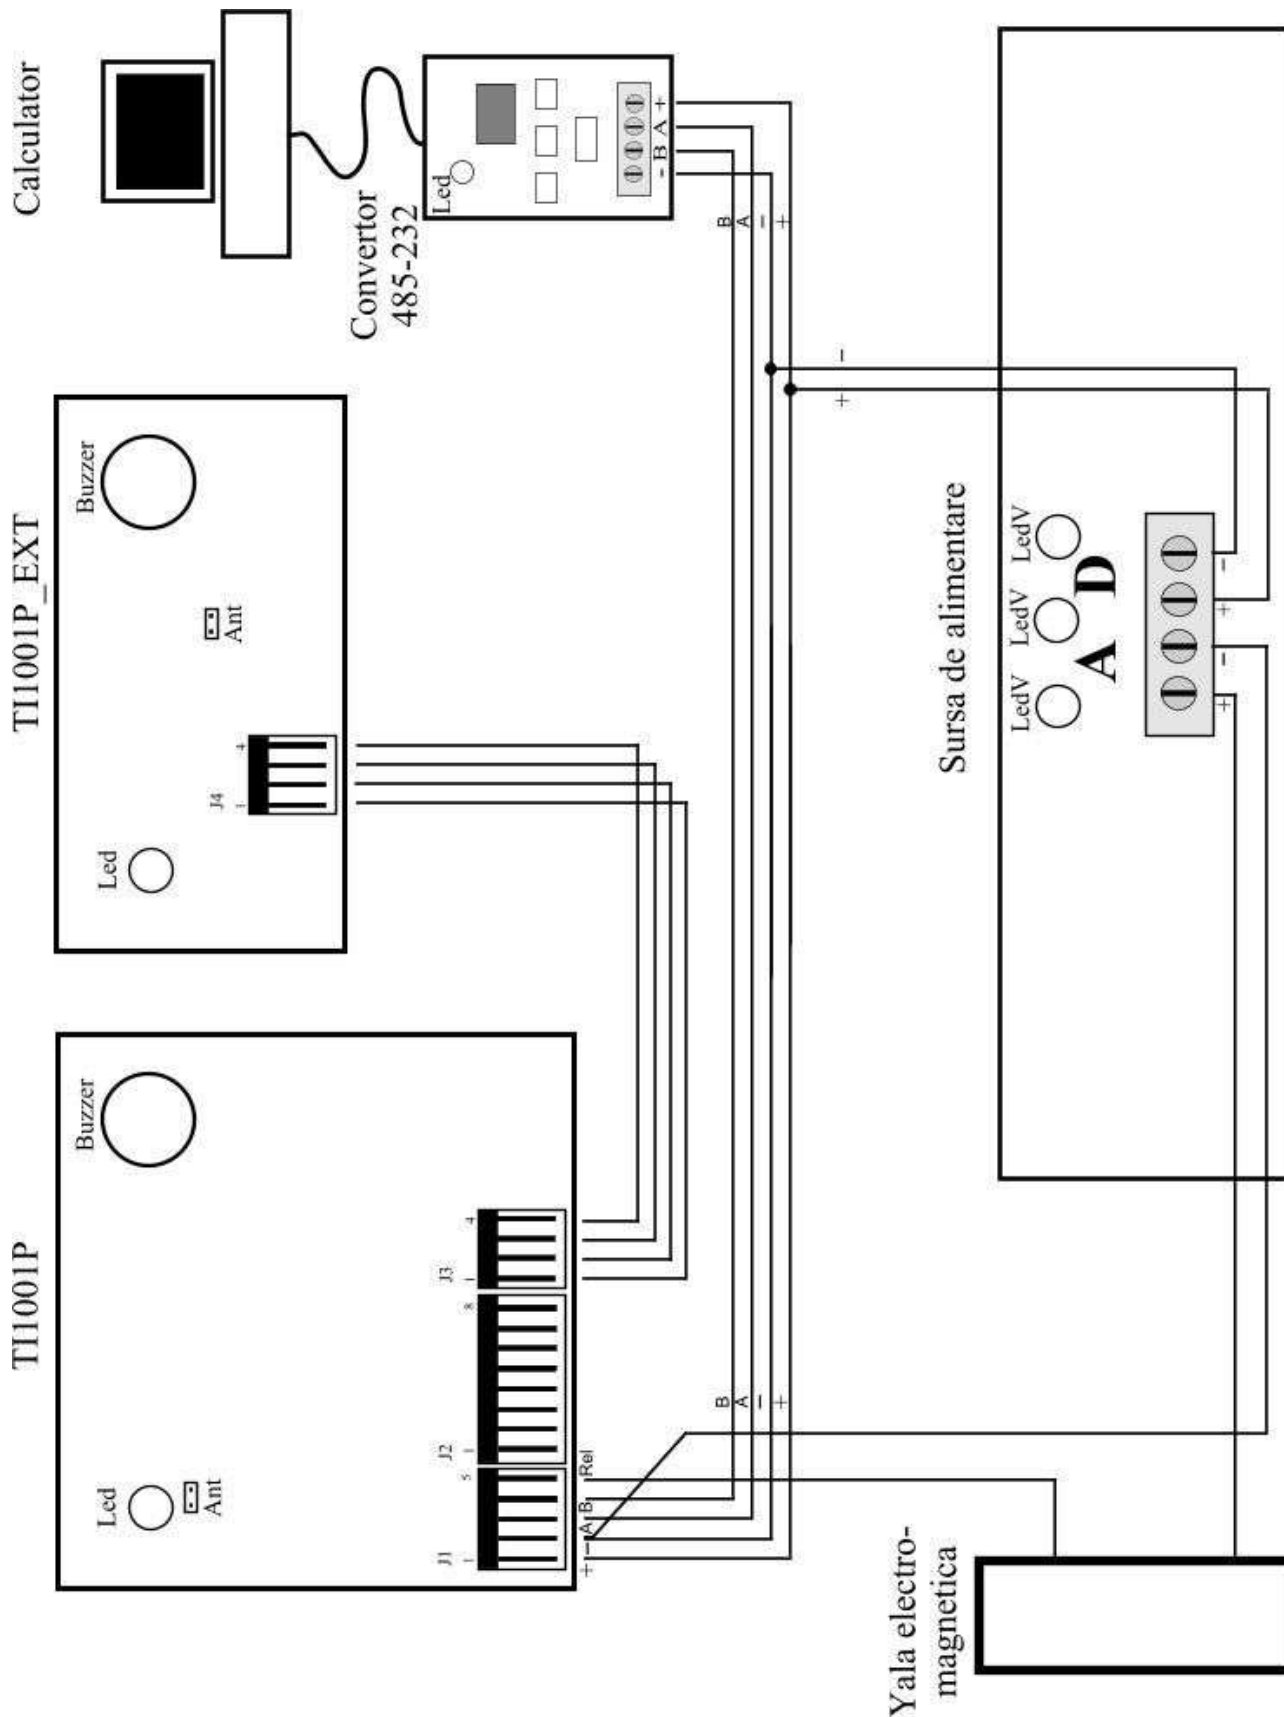 TI1001P
TI1001P_EXT
Calculator
Led
Ant
Buzzer
J1
1
5
J2
1
8
J3
1
4
+
–
A
B
Rel
Led
Buzzer
Ant
J4
1
4
Convertor
485-232
Led
- B A +
B
A
–
+
B
A
–
+
–
+
Yala electro-
magnetica
Sursa de alimentare
LedV
LedV
LedV
A
D
+
–
+
–